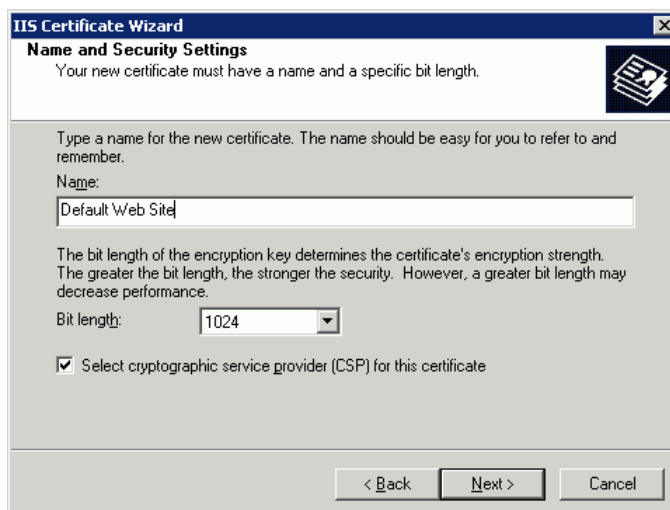 IIS Certificate Wizard
Name and Security Settings
Your new certificate must have a name and a specific bit length.
Type a name for the new certificate. The name should be easy for you to refer to and
remember.
Name:
Default Web Site
The bit length of the encryption key determines the certificate's encryption strength.
The greater the bit length, the stronger the security.  However, a greater bit length may
decrease performance.
Bit length: 1024
Select cryptographic service provider (CSP) for this certificate
< Back Next > Cancel